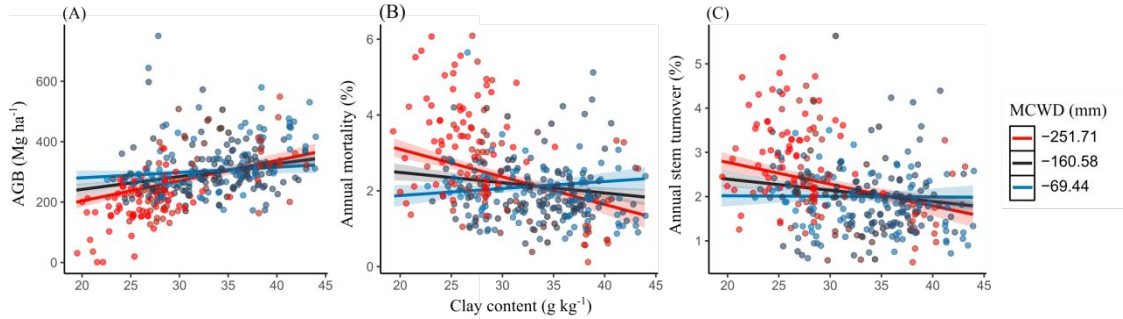 (A)
(B)
(C)
AGB (Mg ha-1)
600
400
200
0
20 25 30 35 40 45
Annual mortality (%)
6
4
2
0
20 25 30 35 40 45
Annual stem turnover (%)
5
4
3
2
1
20 25 30 35 40 45
Clay content (g kg-1)
MCWD (mm)
−251.71
−160.58
−69.44